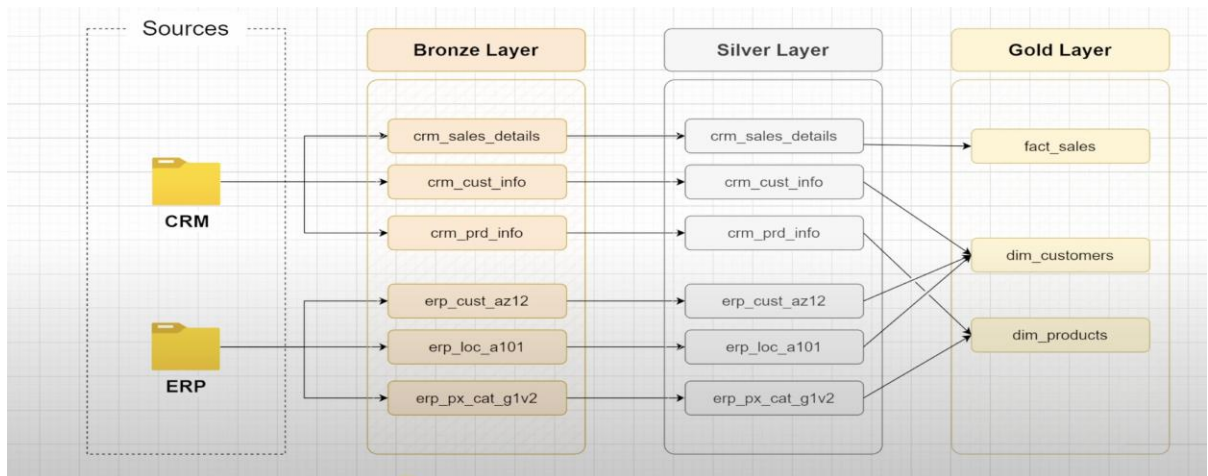 Sources
Bronze Layer
Silver Layer
Gold Layer
crm_sales_details
crm_sales_details
fact_sales
CRM
crm_cust_info
crm_cust_info
crm_prd_info
crm_prd_info
dim_customers
erp_cust_az12
erp_cust_az12
ERP
erp_loc_a101
erp_loc_a101
dim_products
erp_px_cat_g1v2
erp_px_cat_g1v2